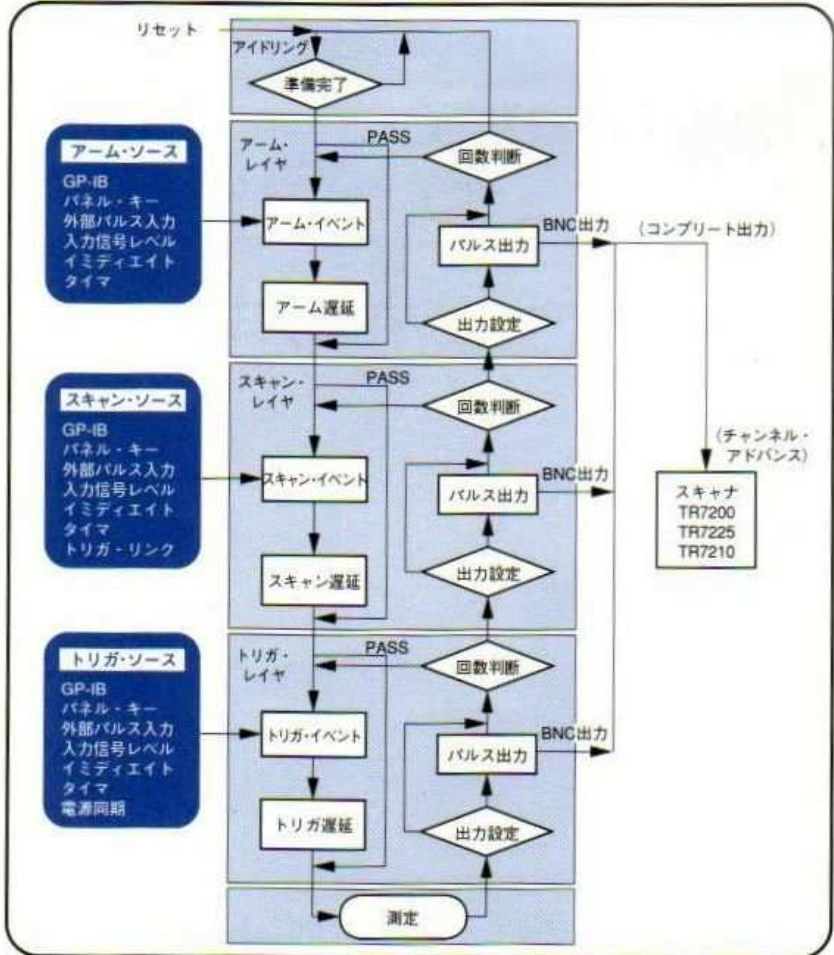 リセット
アイドリング
準備完了
アーム・ソース
GP-IB
パネル・キー
外部パルス入力
入力信号レベル
イミディエイト
タイマ
アーム・
レイヤ
PASS
回数判断
アーム・イベント
パルス出力
BNC出力
(コンプリート出力)
アーム遅延
出力設定
スキャン・ソース
GP-IB
パネル・キー
外部パルス入力
入力信号レベル
イミディエイト
タイマ
トリガ・リンク
スキャン・
レイヤ
PASS
回数判断
スキャン・イベント
パルス出力
BNC出力
スキャン遅延
出力設定
(チャンネル・
アドバンス)
スキャナ
TR7200
TR7225
TR7210
トリガ・ソース
GP-IB
パネル・キー
外部パルス入力
入力信号レベル
イミディエイト
タイマ
電源同期
トリガ・
レイヤ
PASS
回数判断
トリガ・イベント
パルス出力
BNC出力
トリガ遅延
出力設定
測定